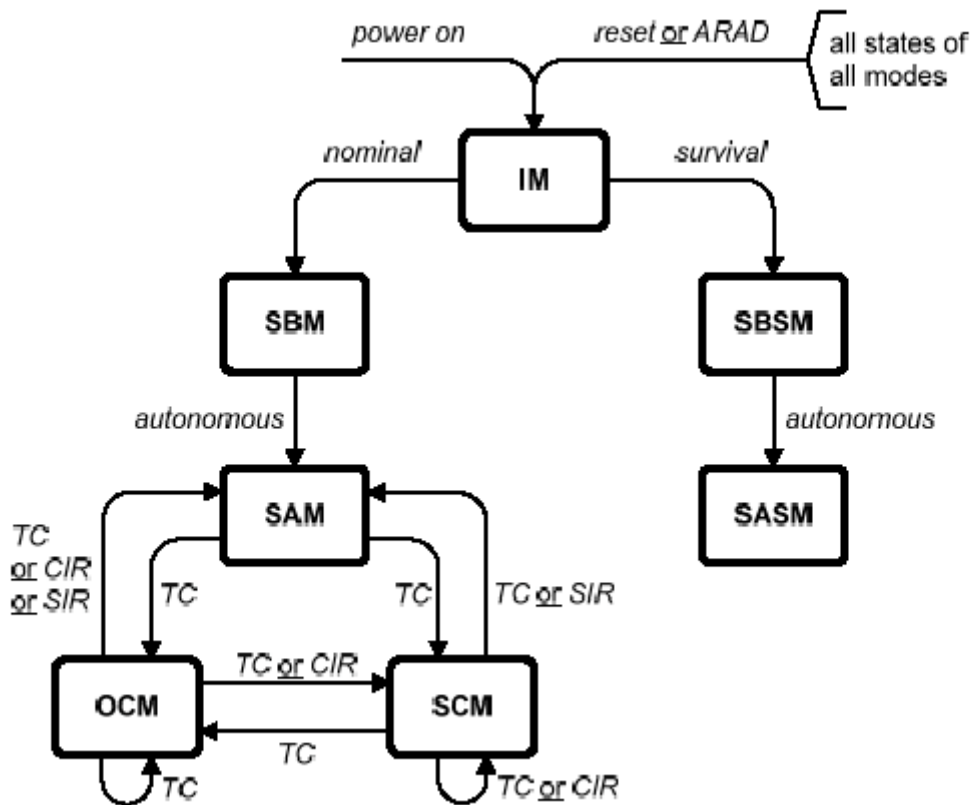 power on
reset or ARAD
all states of
all modes
nominal
IM
survival
SBM
SBSM
autonomous
autonomous
SAM
SASM
TC
or CIR
or SIR
TC
TC
TC or SIR
OCM
TC or CIR
SCM
TC
TC
TC or CIR